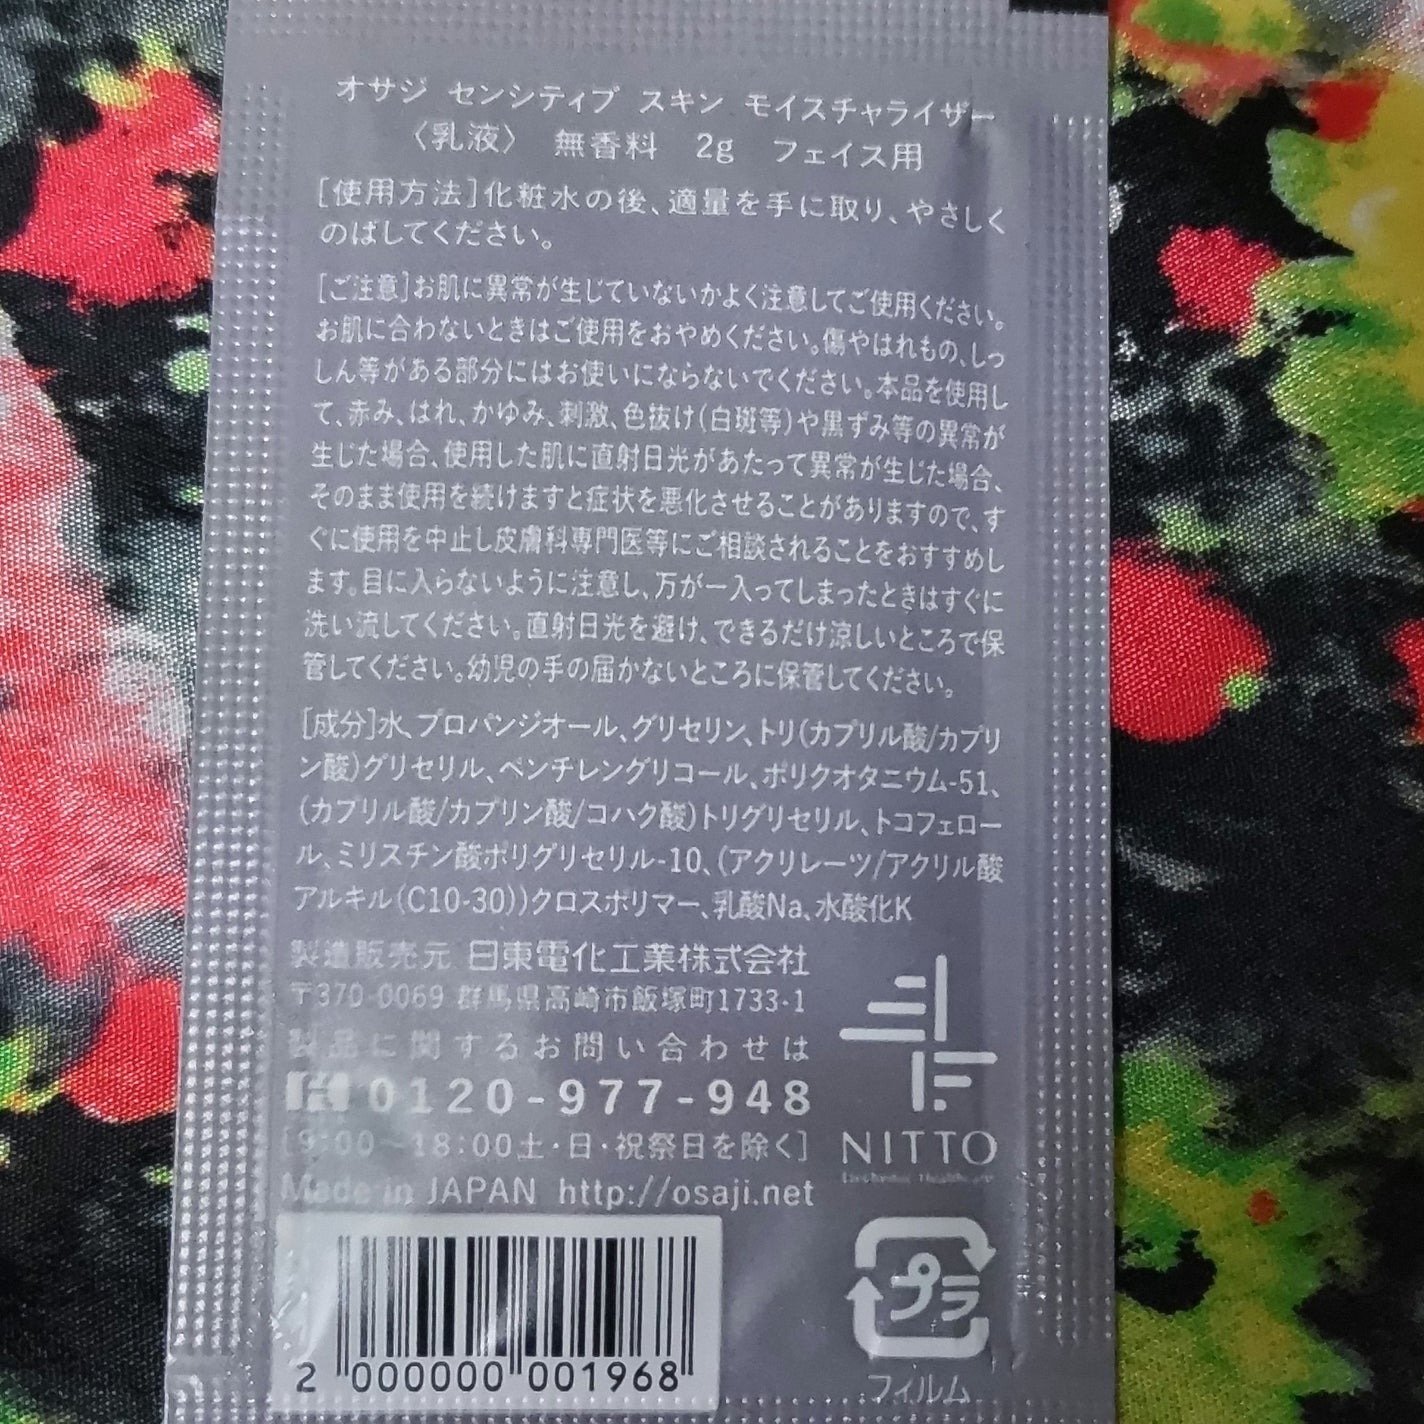 オサジ センシティブ スキン モイスチャライザー
〈乳液〉 無香料 2g フェイス用
[使用方法]化粧水の後、適量を手に取り、やさしく
のばしてください。
[ご注意]お肌に異常が生じていないかよく注意してご使用ください。
お肌に合わないときはご使用をおやめください。傷やはれもの、しっ
しん等がある部分にはお使いにならないでください。本品を使用し
て、赤み、はれ、かゆみ、刺激、色抜け(白斑等)や黒ずみ等の異常が
生じた場合、使用した肌に直射日光があたって異常が生じた場合、
そのまま使用を続けますと症状を悪化させることがありますので、す
ぐに使用を中止し皮膚科専門医等にご相談されることをおすすめし
ます。目に入らないように注意し、万が一入ってしまったときはすぐに
洗い流してください。直射日光を避け、できるだけ涼しいところで保
管してください。幼児の手の届かないところに保管してください。
[成分]水、プロパンジオール、グリセリン、トリ(カプリル酸/カプリ
ン酸)グリセリル、ペンチレングリコール、ポリクオタニウム-51、
(カプリル酸/カプリン酸/コハク酸)トリグリセリル、トコフェロー
ル、ミリスチン酸ポリグリセリル-10、(アクリレーツ/アクリル酸
アルキル(C10-30))クロスポリマー、乳酸Na、水酸化K
製造販売元 日東電化工業株式会社
〒370-0069 群馬県高崎市飯塚町1733-1
製品に関するお問い合わせは
0120-977-948
[9:00〜18:00土・日・祝祭日を除く]
NITTO
Made in JAPAN http://osaji.net
プラ
フィルム
2 000000 001968